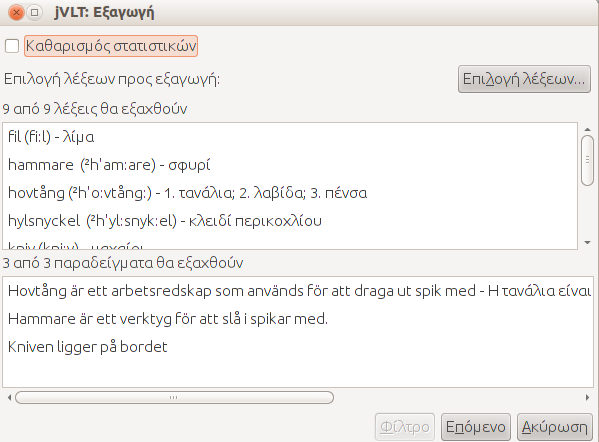 jVLT: Εξαγωγή
Καθαρισμός στατιστικών
Επιλογή λέξεων προς εξαγωγή:
Επιλογή λέξεων...
9 από 9 λέξεις θα εξαχθούν
fil (fi:l) - λίμα
hammare (²h'am:are) - σφυρί
hovtång (²h'o:vtång:) - 1. τανάλια; 2. λαβίδα; 3. πένσα
hylsnyckel (²h'yl:snyk:el) - κλειδί περικοχλίου
kniv (kni:v) - μαχαίρι
3 από 3 παραδείγματα θα εξαχθούν
Hovtång är ett arbetsredskap som används för att draga ut spik med - Η τανάλια είναι
Hammare är ett verktyg för att slå i spikar med.
Kniven ligger på bordet
Φίλτρο
Επόμενο
Ακύρωση